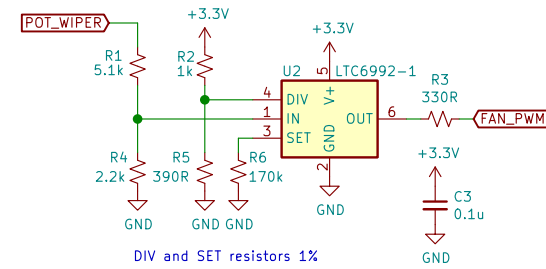 POT_WIPER
+3.3V
+3.3V
R1
5.1k
R2
1k
U2
LTC6992-1
5
V+
4
DIV
1
IN
3
SET
OUT
6
GND
2
R3
330R
FAN_PWM
R4
2.2k
R5
390R
R6
170k
+3.3V
C3
0.1u
GND
GND
GND
GND
GND
DIV and SET resistors 1%